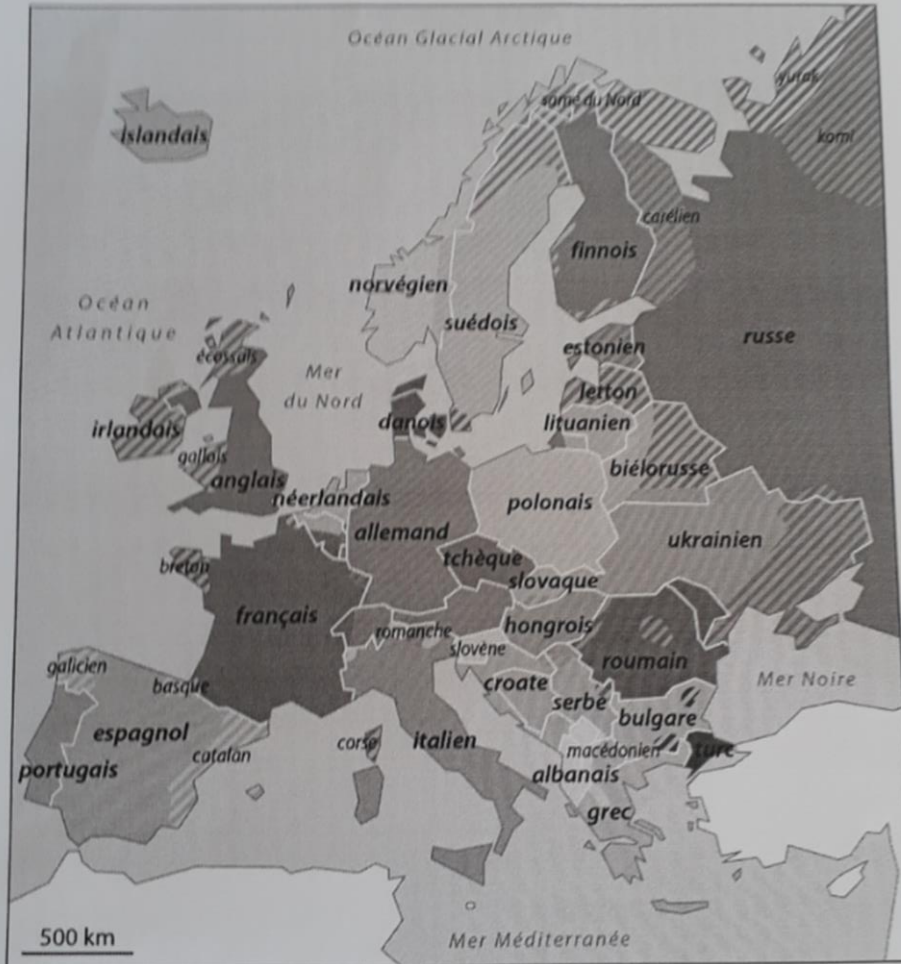 Océan Glacial Arctique
yurak
same du Nord
islandais
komi
carélien
finnois
norvégien
Océan
Atlantique
suédois
russe
écossais
estonien
Mer
du Nord
letton
danois
lituanien
irlandais
gallois
biélorusse
anglais
néerlandais
polonais
allemand
ukrainien
tchèque
breton
slovaque
français
romanche
hongrois
slovène
roumain
galicien
basque
croate
Mer Noire
serbe
bulgare
espagnol
corse
italien
catalan
macédonien
turc
portugais
albanais
grec
500 km
Mer Méditerranée